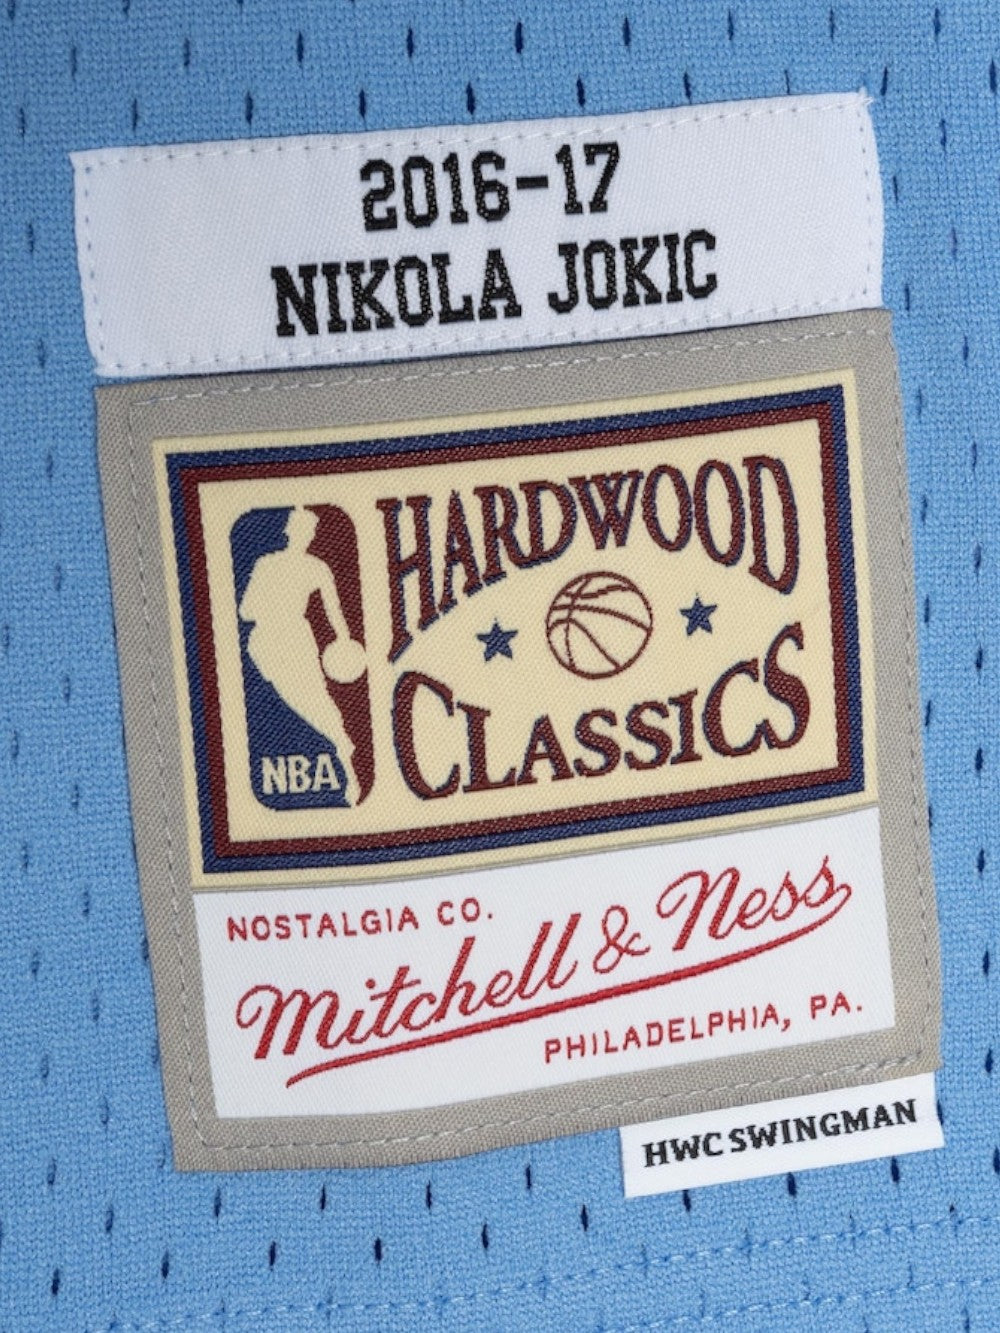 2016-17
NIKOLA JOKIC
HARDWOOD
CLASSICS
NBA
NOSTALGIA CO.
Mitchell & Ness
PHILADELPHIA, PA.
HWC SWINGMAN